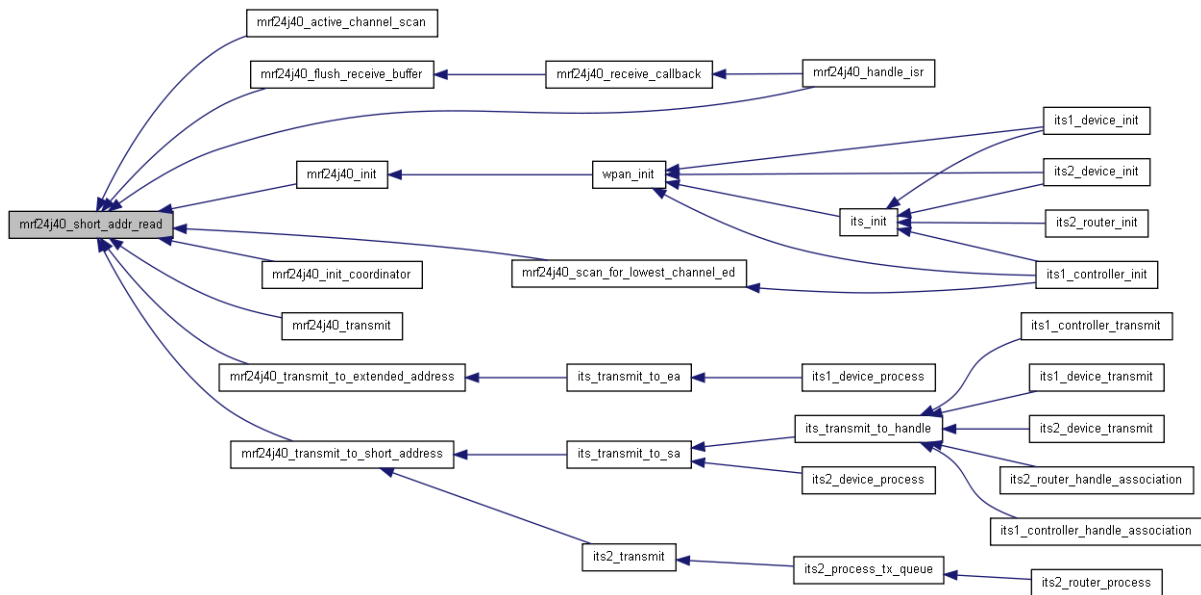 mrf24j40_active_channel_scan
mrf24j40_flush_receive_buffer
mrf24j40_receive_callback
mrf24j40_handle_isr
its1_device_init
mrf24j40_init
wpan_init
its2_device_init
mrf24j40_short_addr_read
its_init
its2_router_init
mrf24j40_init_coordinator
mrf24j40_scan_for_lowest_channel_ed
its1_controller_init
mrf24j40_transmit
its1_controller_transmit
mrf24j40_transmit_to_extended_address
its_transmit_to_ea
its1_device_process
its1_device_transmit
its_transmit_to_handle
its2_device_transmit
mrf24j40_transmit_to_short_address
its_transmit_to_sa
its2_device_process
its2_router_handle_association
its1_controller_handle_association
its2_transmit
its2_process_tx_queue
its2_router_process